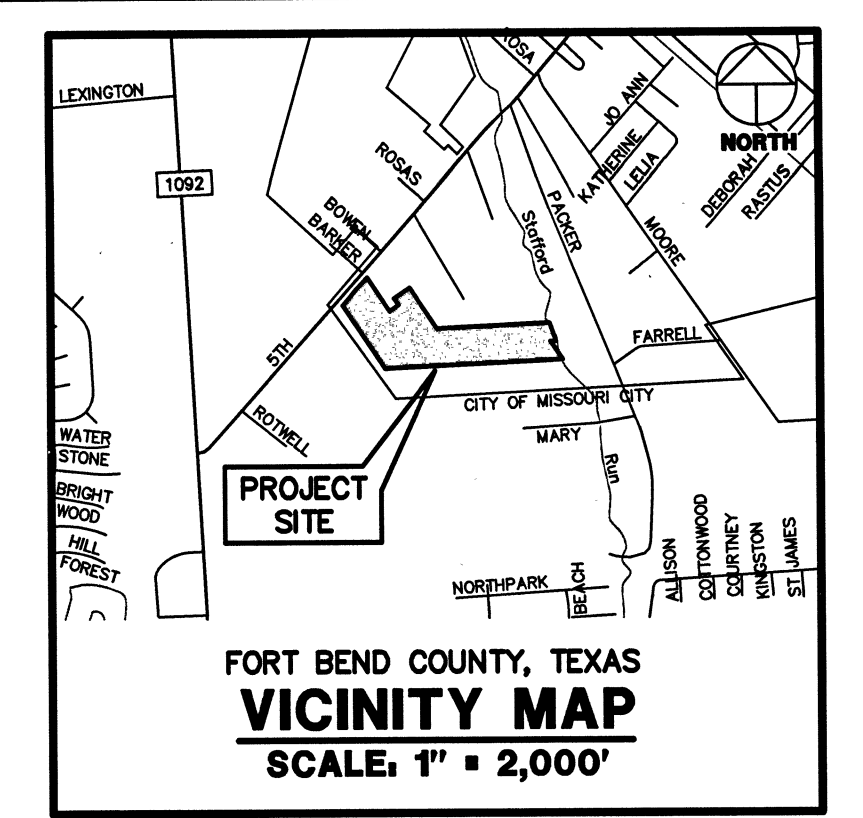 LEXINGTON
1092
ROSA
NORTH
JO ANN
KATHERINE
LELIA
DEBORAH
RASTUS
ROSAS
BOWEN
BARKER
PACKER
Stafford
MOORE
5TH
FARRELL
CITY OF MISSOURI CITY
ROTWELL
MARY
Run
WATER
STONE
BRIGHT
WOOD
HILL
FOREST
PROJECT
SITE
NORTHPARK
BEACH
ALLISON
COTTONWOOD
COURTNEY
KINGSTON
ST JAMES
FORT BEND COUNTY, TEXAS
VICINITY MAP
SCALE: 1" = 2,000'